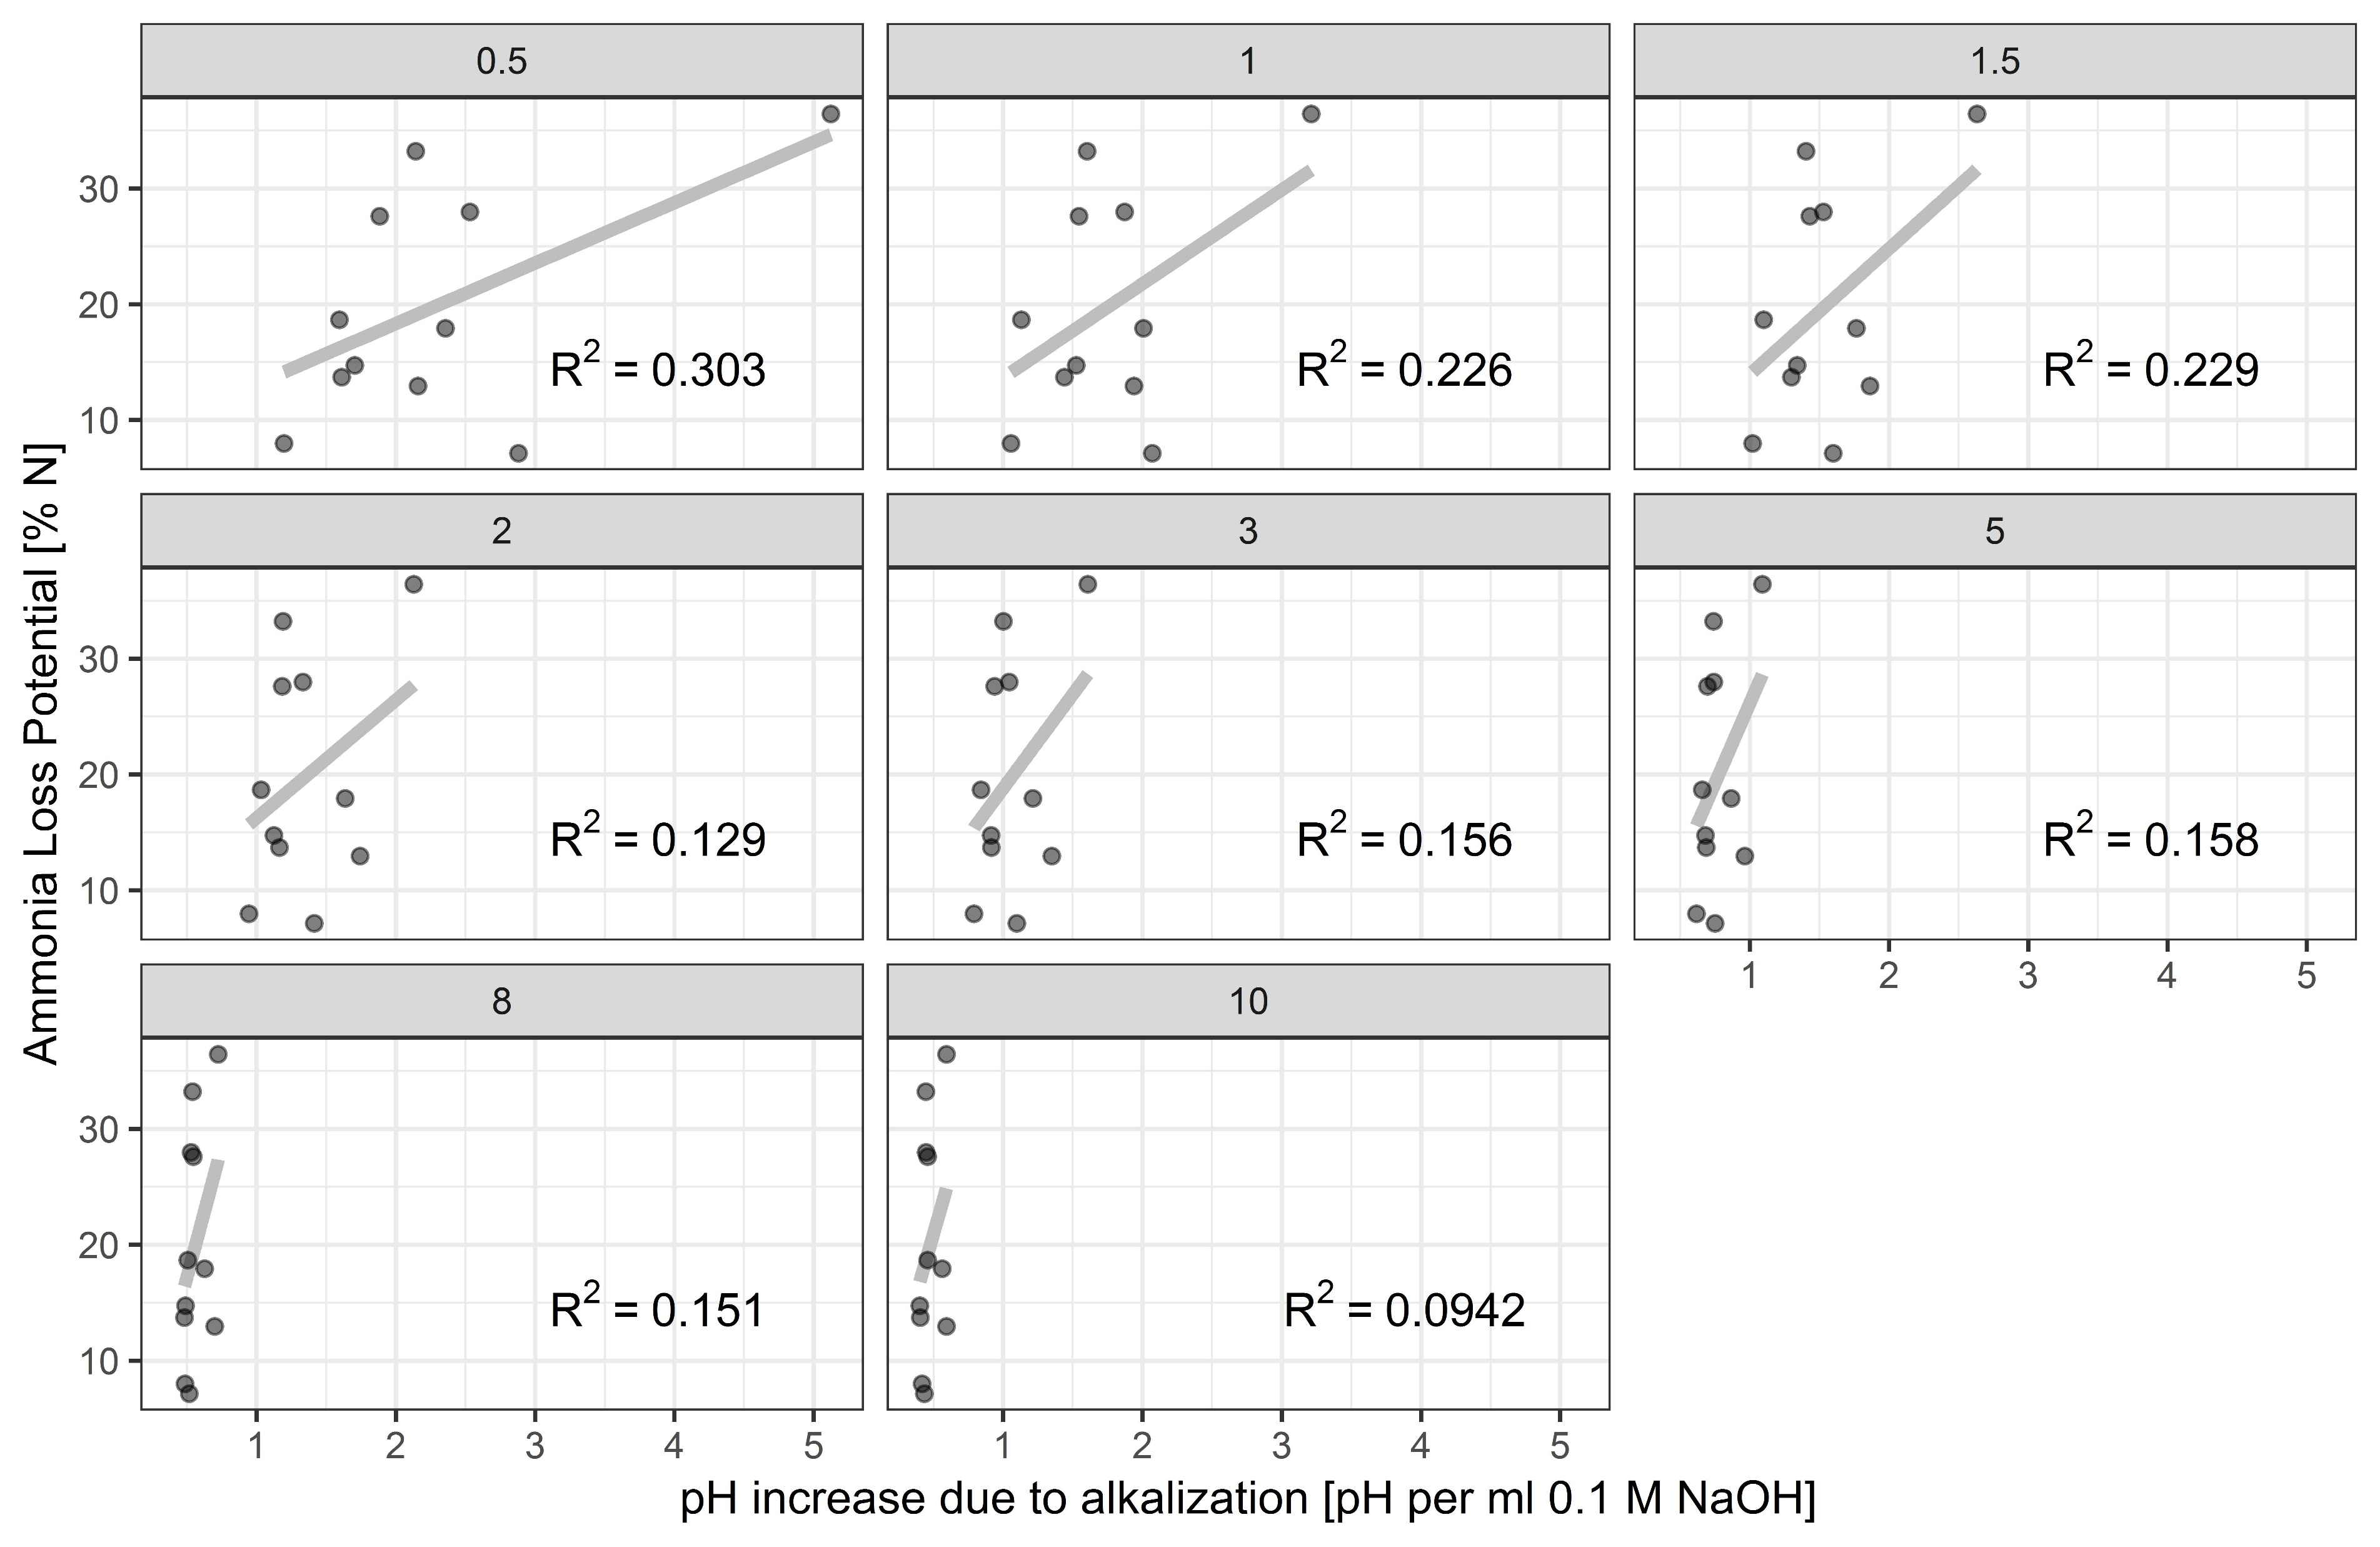 0.5 1 1.5
30
20
10
R² = 0.303 R² = 0.226 R² = 0.229
2 3 5
30
20
10
R² = 0.129 R² = 0.156 R² = 0.158
1 2 3 4 5
8 10
30
20
10
R² = 0.151 R² = 0.0942
1 2 3 4 5 1 2 3 4 5
pH increase due to alkalization [pH per ml 0.1 M NaOH]
Ammonia Loss Potential [% N]